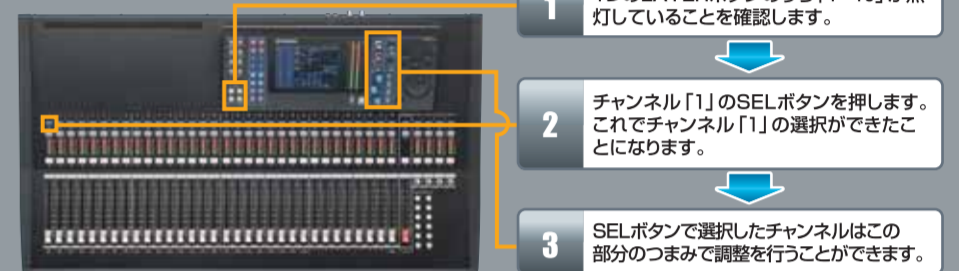 1
灯していることを確認します。
2
チャンネル「1」のSELボタンを押します。
これでチャンネル「1」の選択ができたこ
とになります。
3
SELボタンで選択したチャンネルはこの
部分のつまみで調整を行うことができます。